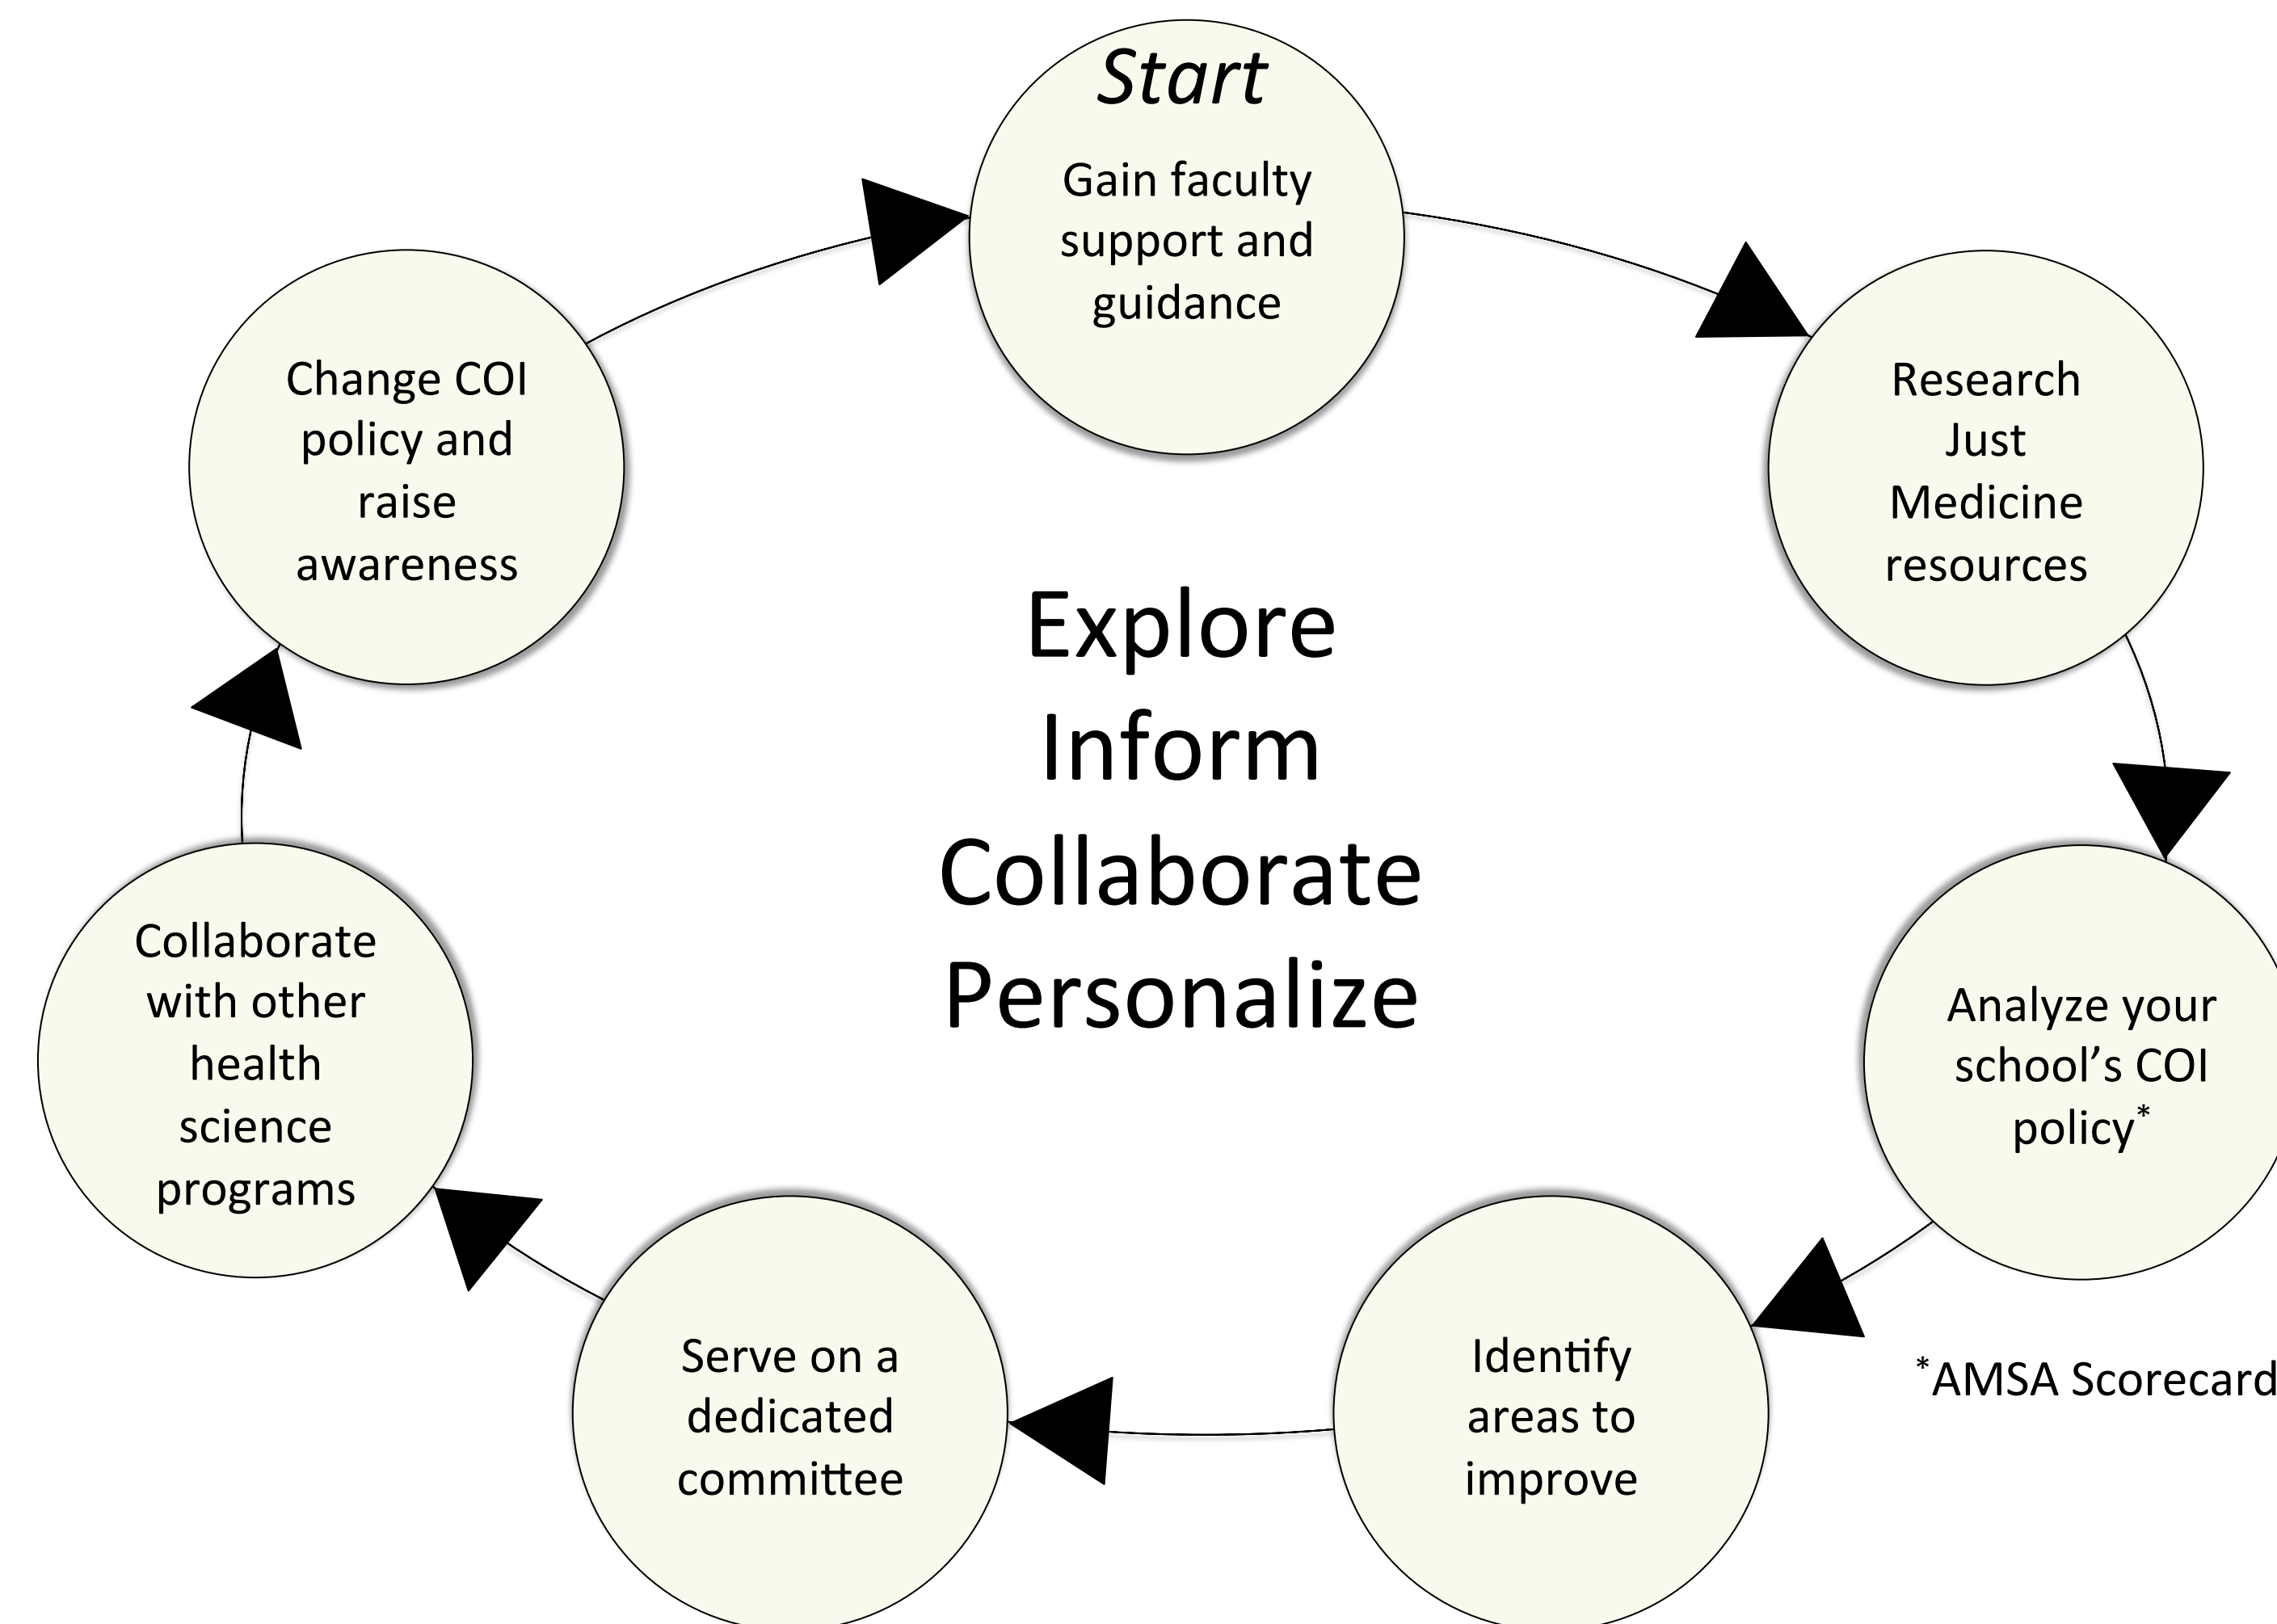 Start
Gain faculty
support and
guidance
Research
Just
Medicine
resources
Analyze your
school’s COI
policy*
*AMSA Scorecard
Identify
areas to
improve
Serve on a
dedicated
committee
Collaborate
with other
health
science
programs
Change COI
policy and
raise
awareness
Explore
Inform
Collaborate
Personalize